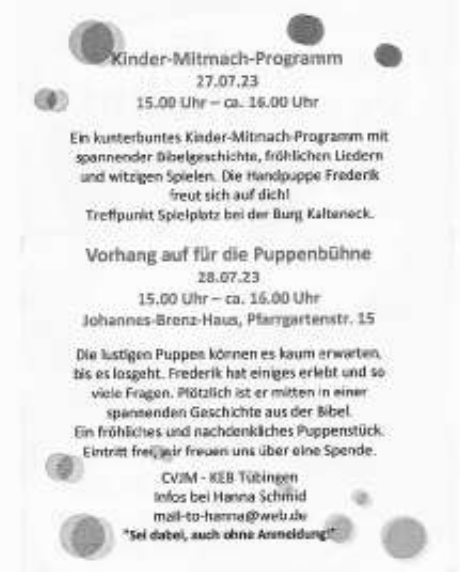 Kinder-Mitmach-Programm
27.07.23
15.00 Uhr – ca. 16.00 Uhr
Ein kunterbuntes Kinder-Mitmach-Programm mit
spannender Bibelgeschichte, fröhlichen Liedern
und witzigen Spielen. Die Handpuppe Frederik
freut sich auf dich!
Treffpunkt Spielplatz bei der Burg Kalteneck.
Vorhang auf für die Puppenbühne
28.07.23
15.00 Uhr – ca. 16.00 Uhr
Johannes-Brenz-Haus, Pfarrgartenstr. 15
Die lustigen Puppen können es kaum erwarten,
bis es losgeht. Frederik hat einiges erlebt und so
viele Fragen. Plötzlich ist er mitten in einer
spannenden Geschichte aus der Bibel.
Ein fröhliches und nachdenkliches Puppenstück.
Eintritt frei, wir freuen uns über eine Spende.
CVJM - KEB Tübingen
Infos bei Hanna Schmid
mail-to-hanna@web.de
"Sei dabei, auch ohne Anmeldung!"